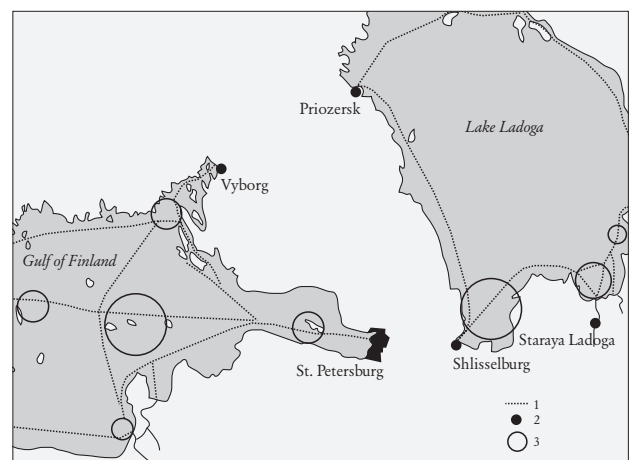 Priozersk
Lake Ladoga
Vyborg
Gulf of Finland
Staraya Ladoga
St. Petersburg
Shlisselburg
1
2
3